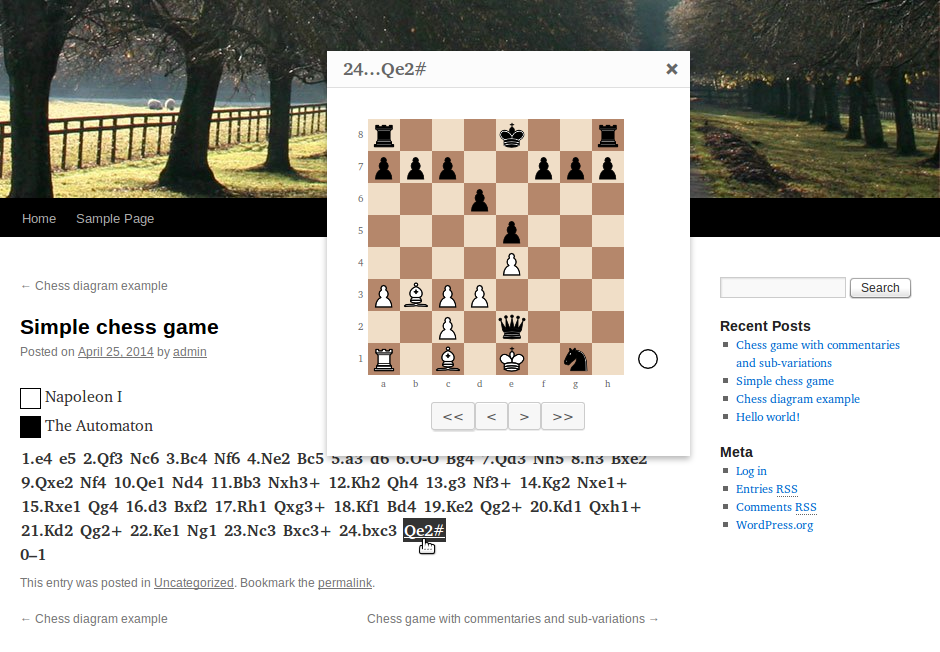 24...Qe2#
×
8
7
6
5
4
3
2
1
a b c d e f g h
<< < > >>
Home Sample Page
← Chess diagram example
Simple chess game
Posted on April 25, 2014 by admin
Napoleon I
The Automaton
1.e4 e5 2.Qf3 Nc6 3.Bc4 Nf6 4.Ne2 Bc5 5.a3 d6 6.O-O Bg4 7.Qd3 Nh5 8.h3 Bxe2
9.Qxe2 Nf4 10.Qe1 Nd4 11.Bb3 Nxh3+ 12.Kh2 Qh4 13.g3 Nf3+ 14.Kg2 Nxe1+
15.Rxe1 Qg4 16.d3 Bxf2 17.Rh1 Qxg3+ 18.Kf1 Bd4 19.Ke2 Qg2+ 20.Kd1 Qxh1+
21.Kd2 Qg2+ 22.Ke1 Ng1 23.Nc3 Bxc3+ 24.bxc3 Qe2#
0–1
This entry was posted in Uncategorized. Bookmark the permalink.
← Chess diagram example
Chess game with commentaries and sub-variations →
Search
Recent Posts
Chess game with commentaries
and sub-variations
Simple chess game
Chess diagram example
Hello world!
Meta
Log in
Entries RSS
Comments RSS
WordPress.org